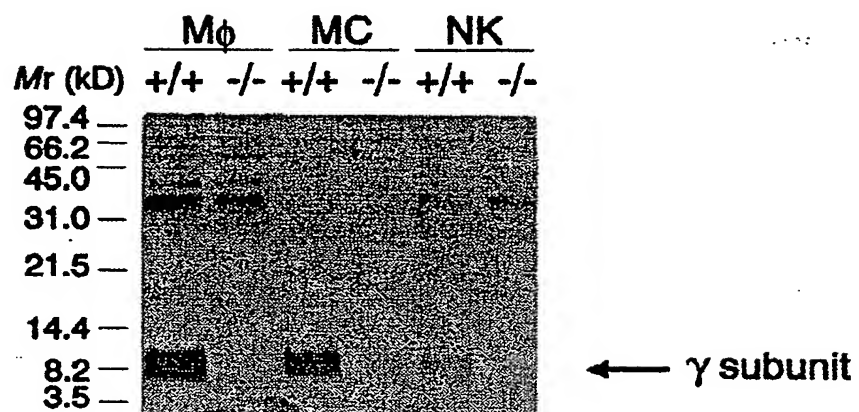 Mϕ MC NK
Mr (kD) +/+ -/- +/+ -/- +/+ -/-
97.4
66.2
45.0
31.0
21.5
14.4
8.2
3.5
γ subunit